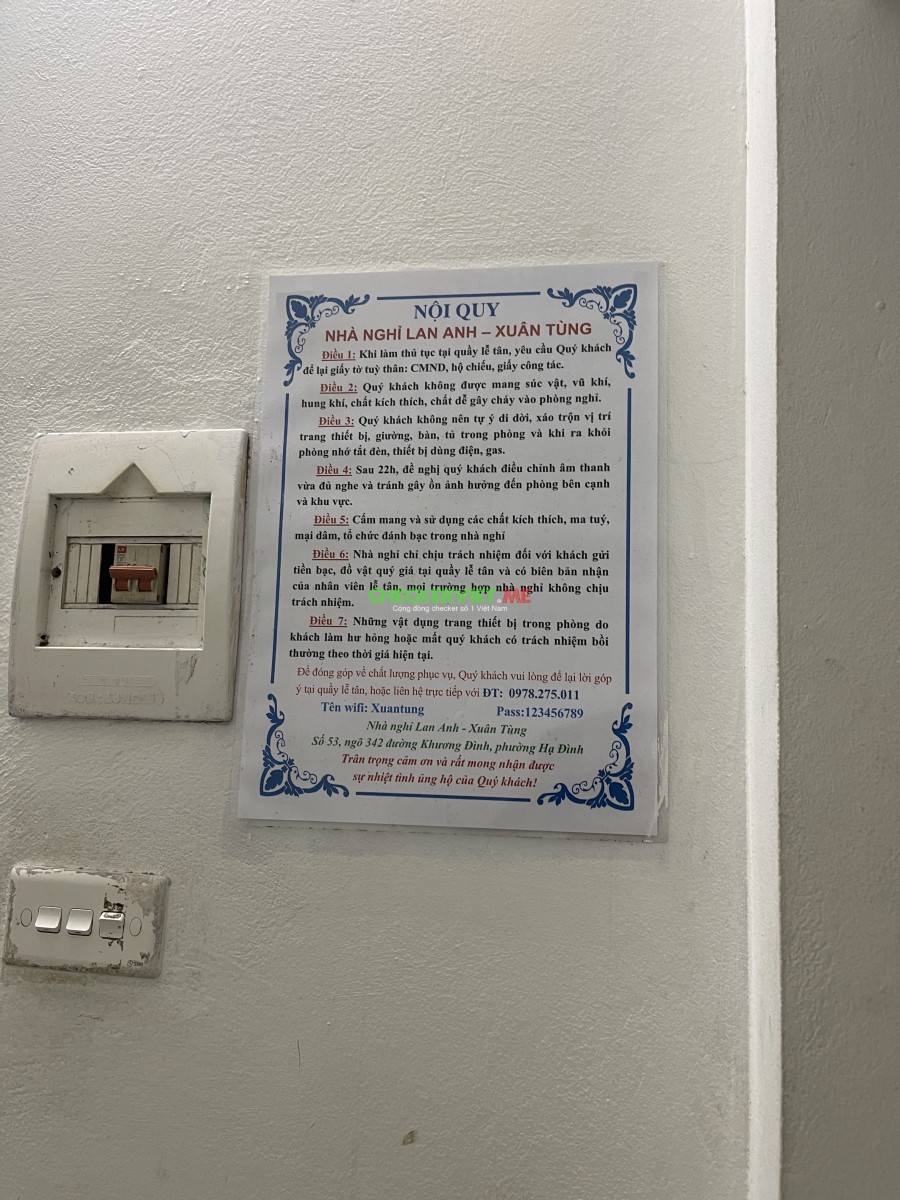 NỘI QUY
NHÀ NGHỈ LAN ANH – XUÂN TÙNG
Điều 1: Khi làm thủ tục tại quầy lễ tân, yêu cầu Quý khách
để lại giấy tờ tuỳ thân: CMND, hộ chiếu, giấy công tác.
Điều 2: Quý khách không được mang súc vật, vũ khí,
hung khí, chất kích thích, chất dễ gây cháy vào phòng nghỉ.
Điều 3: Quý khách không nên tự ý di dời, xáo trộn vị trí
trang thiết bị, giường, bàn, tủ trong phòng và khi ra khỏi
phòng nhớ tắt đèn, thiết bị dùng điện, gas.
Điều 4: Sau 22h, đề nghị quý khách điều chỉnh âm thanh
vừa đủ nghe và tránh gây ồn ảnh hưởng đến phòng bên cạnh
và khu vực.
Điều 5: Cấm mang và sử dụng các chất kích thích, ma tuý,
mại dâm, tổ chức đánh bạc trong nhà nghỉ
Điều 6: Nhà nghỉ chỉ chịu trách nhiệm đối với khách gửi
tiền bạc, đồ vật quý giá tại quầy lễ tân và có biên bản nhận
của nhân viên lễ tân, mọi trường hợp nhà nghỉ không chịu
trách nhiệm.
CHECKERVIET.ME
Cộng đồng checker số 1 Việt Nam
Điều 7: Những vật dụng trang thiết bị trong phòng do
khách làm hư hỏng hoặc mất quý khách có trách nhiệm bồi
thường theo thời giá hiện tại.
Để đóng góp về chất lượng phục vụ, Quý khách vui lòng để lại lời góp
ý tại quầy lễ tân, hoặc liên hệ trực tiếp với ĐT: 0978.275.011
Tên wifi: Xuantung Pass:123456789
Nhà nghỉ Lan Anh - Xuân Tùng
Số 53, ngõ 342 đường Khương Đình, phường Hạ Đình
Trân trọng cảm ơn và rất mong nhận được
sự nhiệt tình ủng hộ của Quý khách!